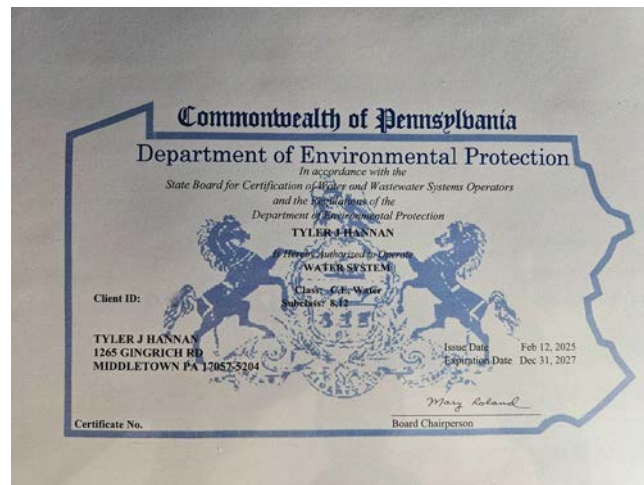 Commonwealth of Pennsylvania
Department of Environmental Protection
In accordance with the
State Board for Certification of Water and Wastewater Systems Operators
and the Regulations of the
Department of Environmental Protection
TYLER J HANNAN
Is Hereby Authorized to Operate
WATER SYSTEM
Class: C,E, Water
Subclass: 8,12
Client ID:
TYLER J HANNAN
1265 GINGRICH RD
MIDDLETOWN PA 17057-5204
Issue Date Feb 12, 2025
Expiration Date Dec 31, 2027
Mary Roland
Certificate No.
Board Chairperson